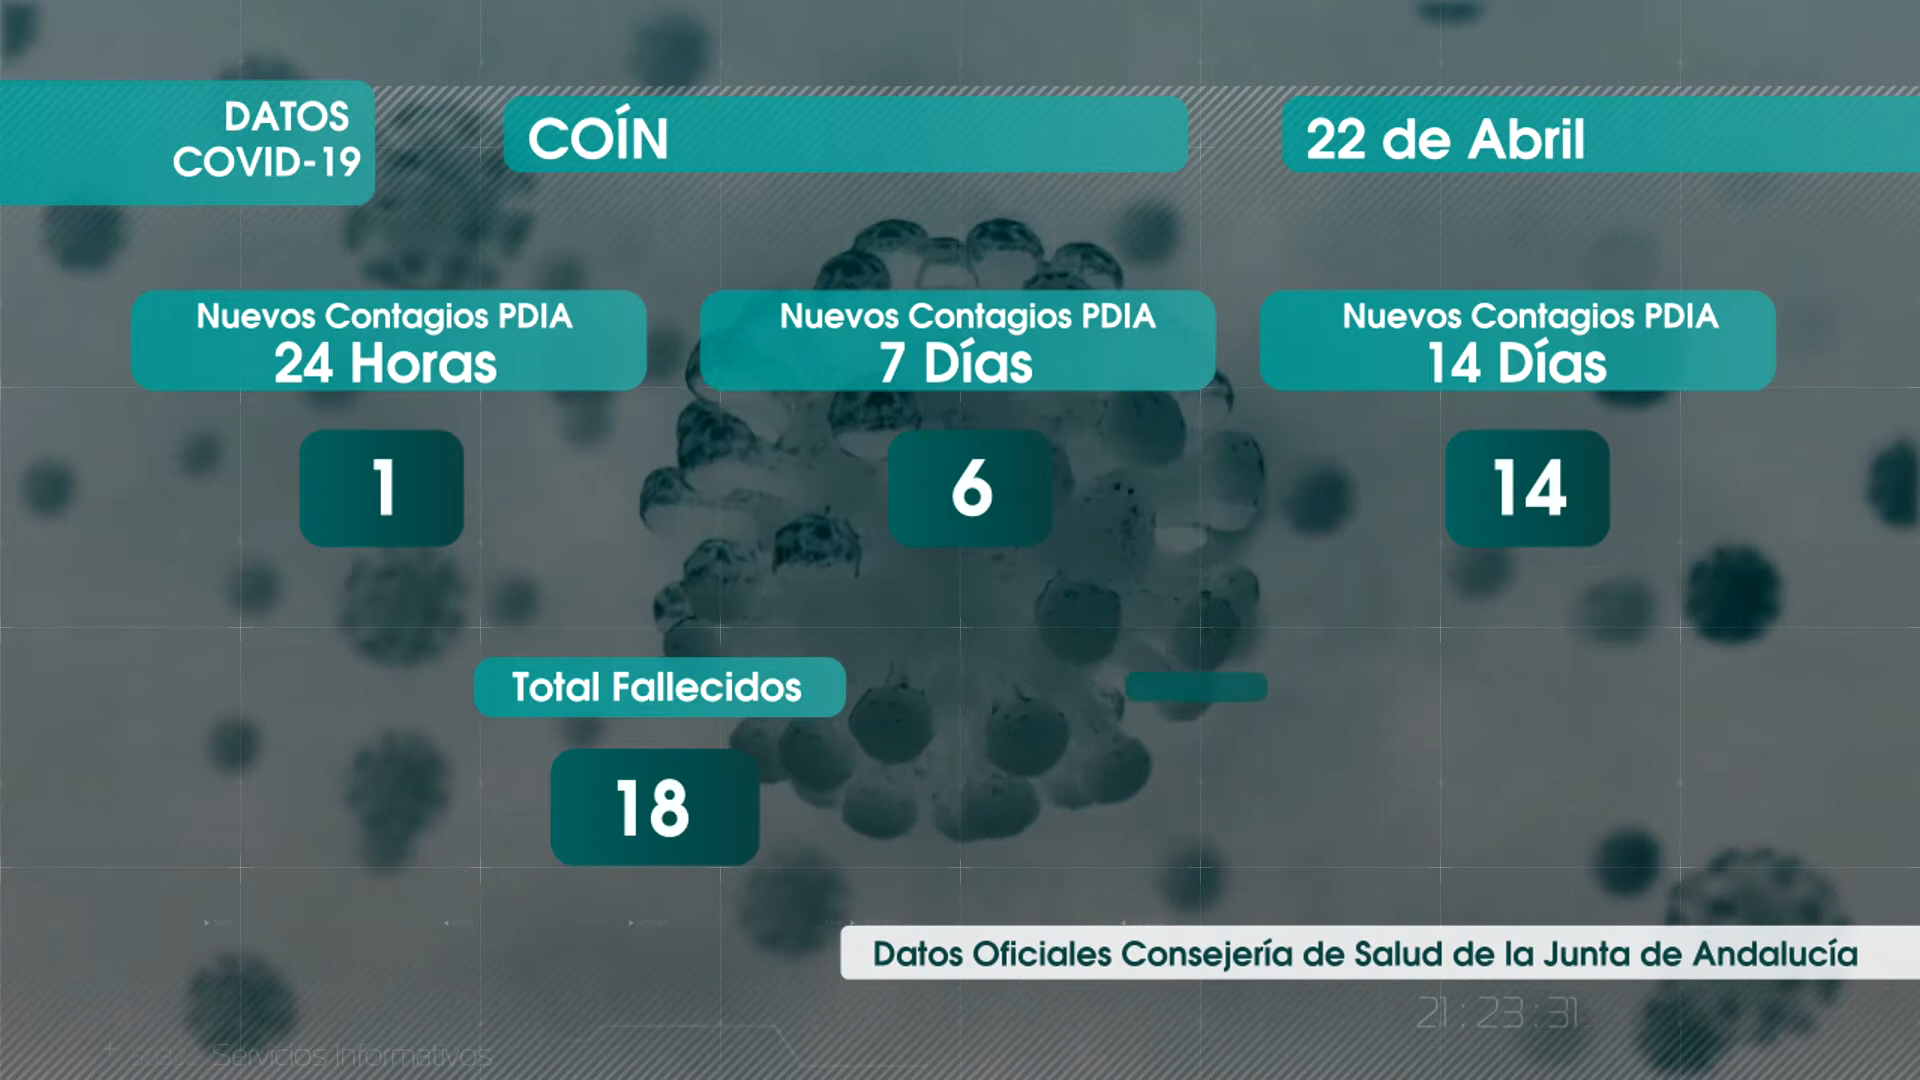 DATOS
COVID-19
COÍN
22 de Abril
Nuevos Contagios PDIA
24 Horas
1
Nuevos Contagios PDIA
7 Días
6
Nuevos Contagios PDIA
14 Días
14
Total Fallecidos
18
Datos Oficiales Consejería de Salud de la Junta de Andalucía
21:23:31
Servicios Informativos